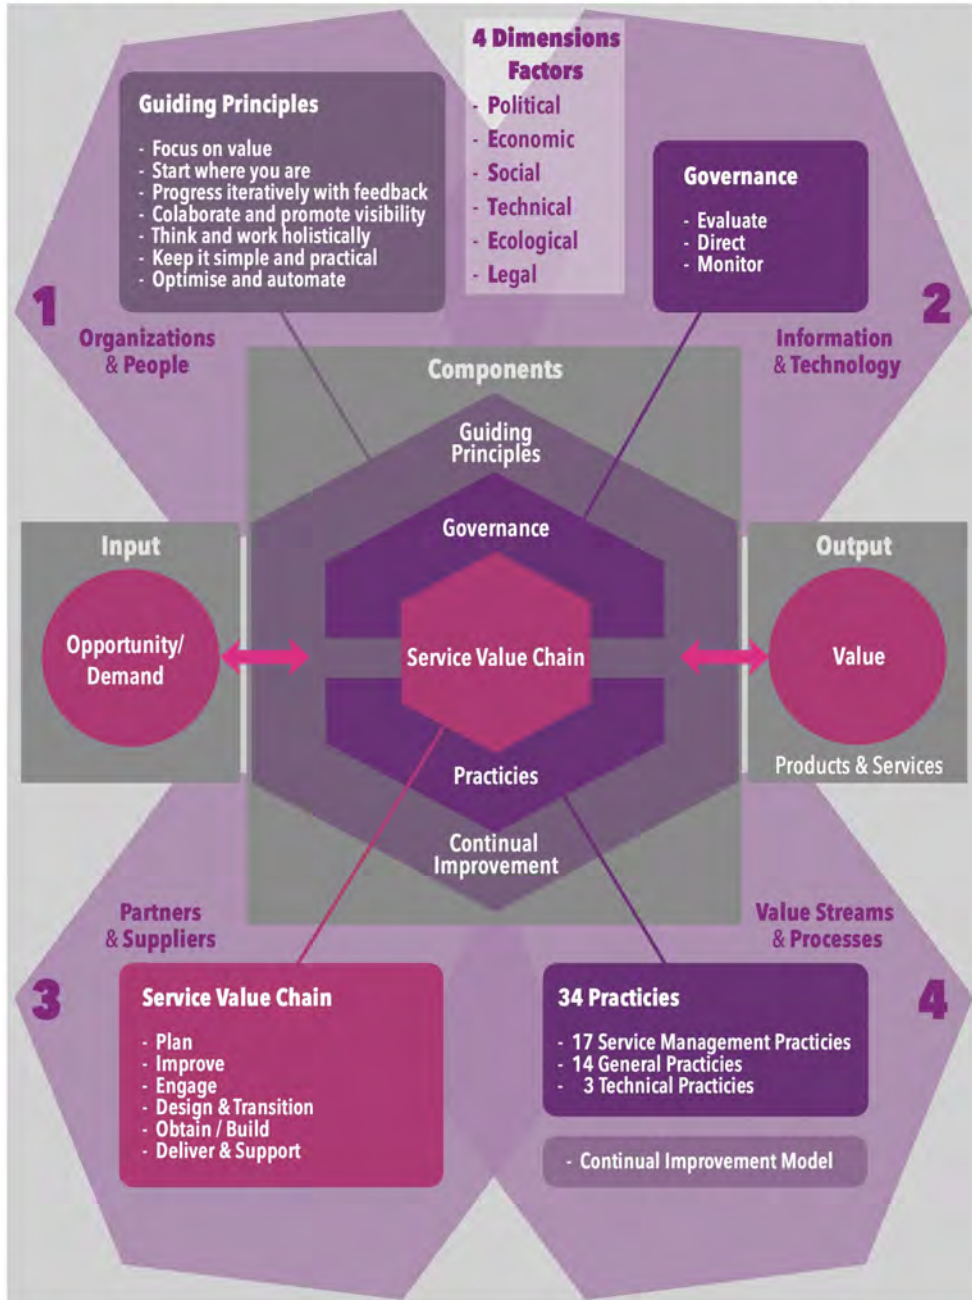 4 Dimensions
Factors
- Political
- Economic
- Social
- Technical
- Ecological
- Legal
Guiding Principles
- Focus on value
- Start where you are
- Progress iteratively with feedback
- Colaborate and promote visibility
- Think and work holistically
- Keep it simple and practical
- Optimise and automate
Governance
- Evaluate
- Direct
- Monitor
1
Organizations
& People
2
Information
& Technology
Components
Guiding
Principles
Governance
Service Value Chain
Practicies
Continual
Improvement
Input
Opportunity/
Demand
Output
Value
Products & Services
Partners
& Suppliers
3
Value Streams
& Processes
4
Service Value Chain
- Plan
- Improve
- Engage
- Design & Transition
- Obtain / Build
- Deliver & Support
34 Practicies
- 17 Service Management Practicies
- 14 General Practicies
- 3 Technical Practicies
- Continual Improvement Model